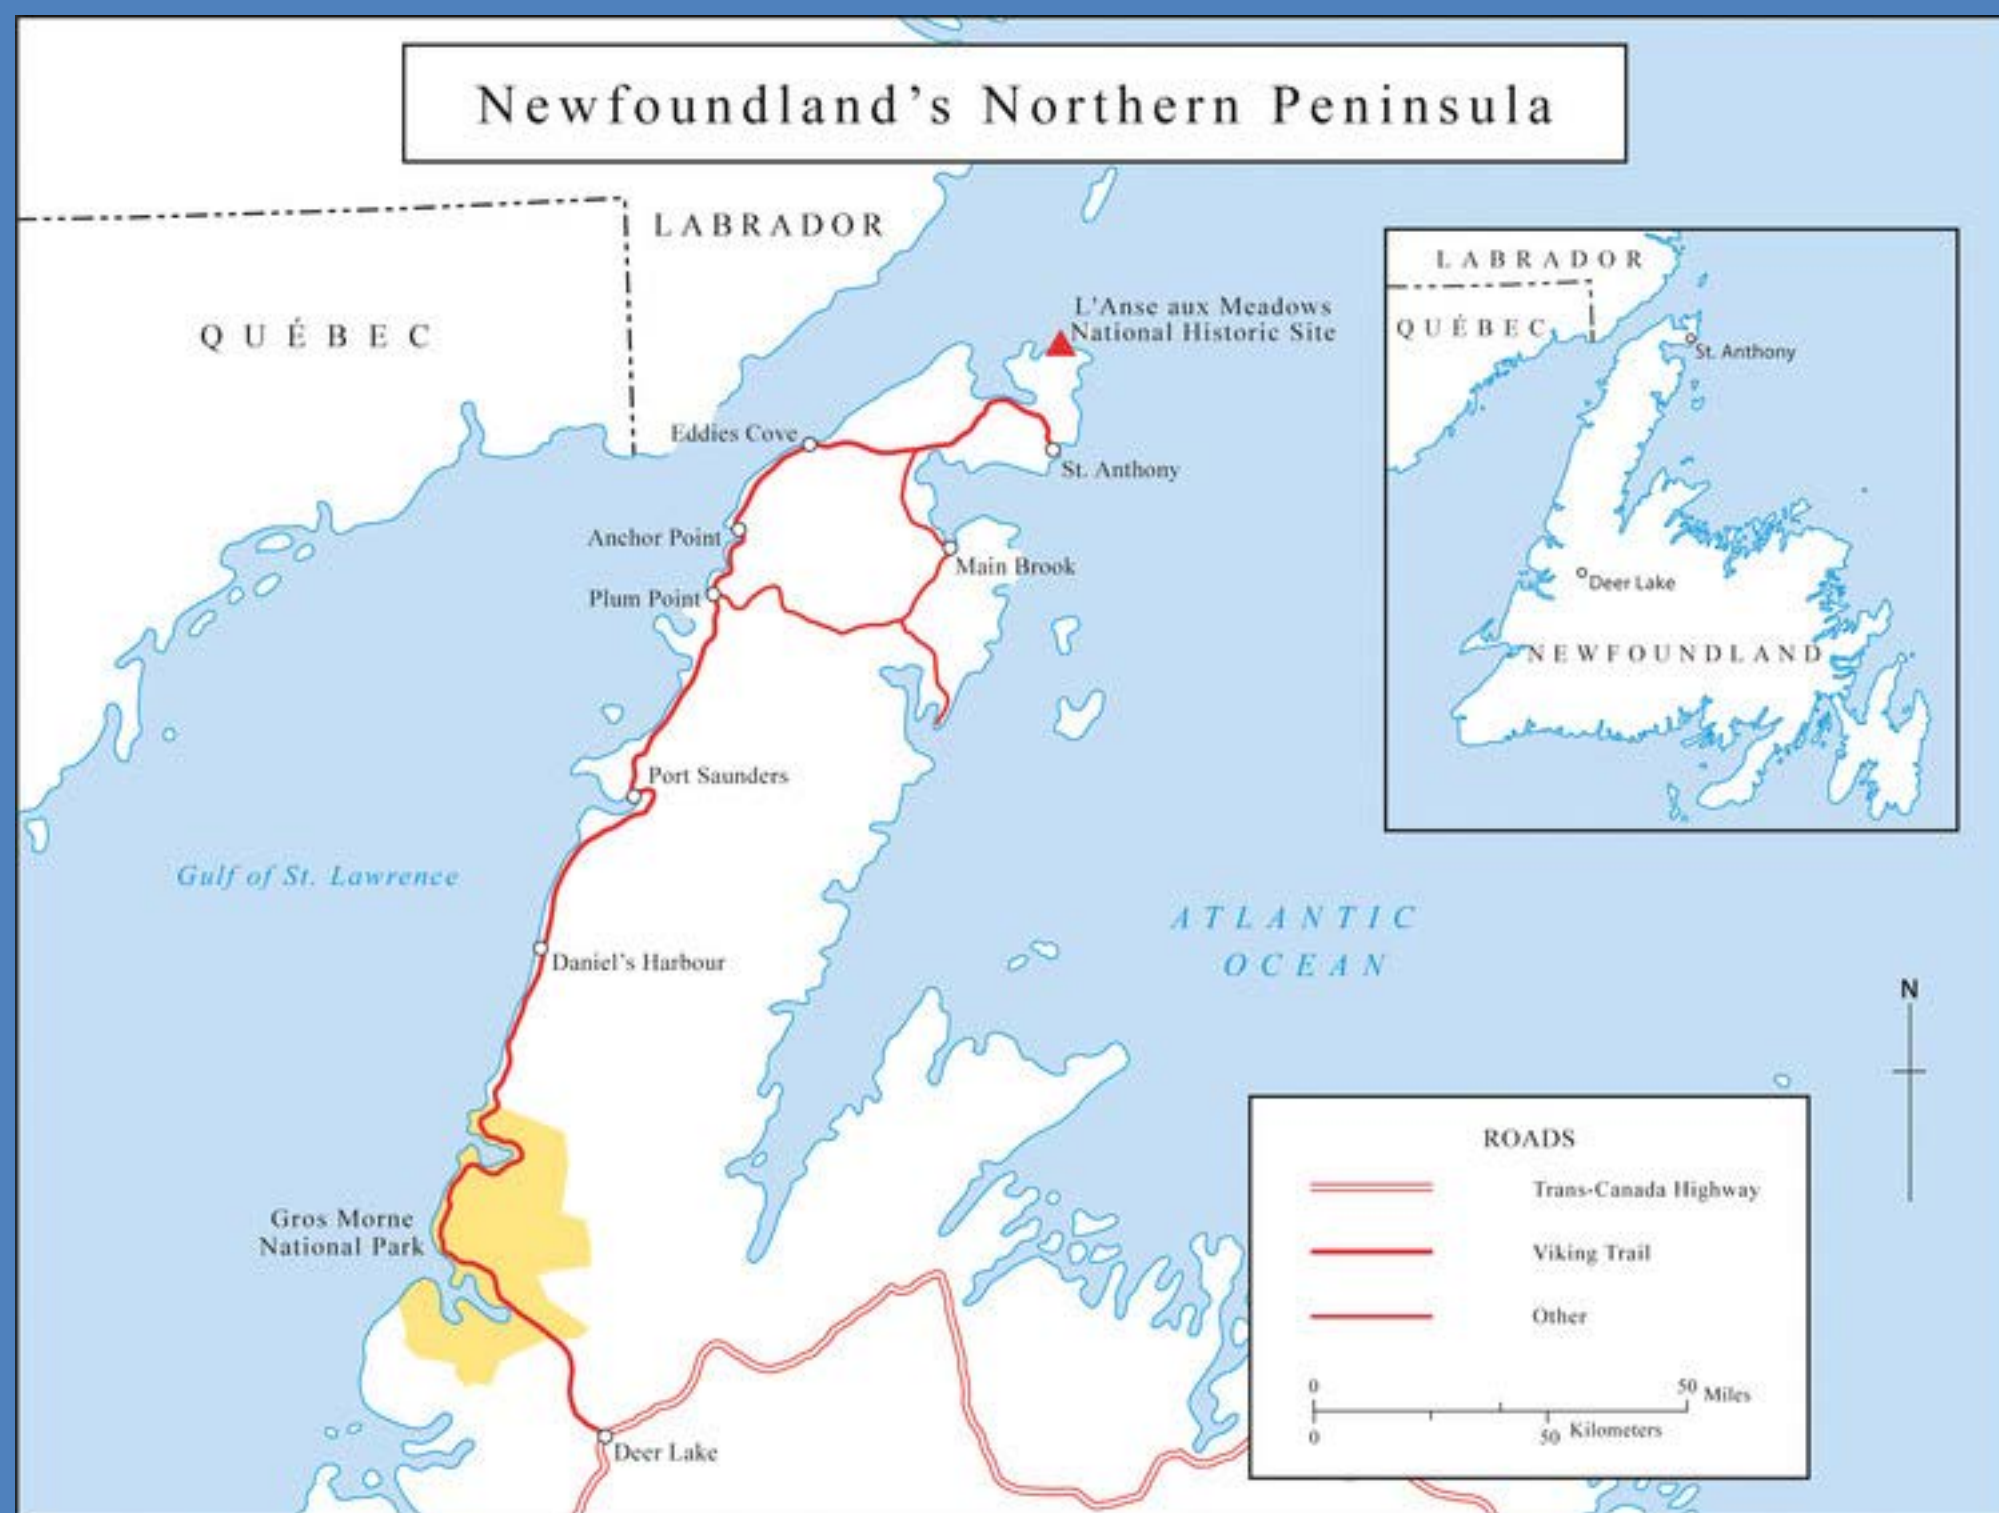 Newfoundland's Northern Peninsula
LABRADOR
QUÉBEC
L'Anse aux Meadows
National Historic Site
Eddies Cove
St. Anthony
Anchor Point
Main Brook
Plum Point
Port Saunders
Gulf of St. Lawrence
Daniel's Harbour
ATLANTIC
OCEAN
Gros Morne
National Park
Deer Lake
LABRADOR
QUÉBEC
St. Anthony
Deer Lake
NEWFOUNDLAND
N
ROADS
Trans-Canada Highway
Viking Trail
Other
0 50 Miles
0 50 Kilometers